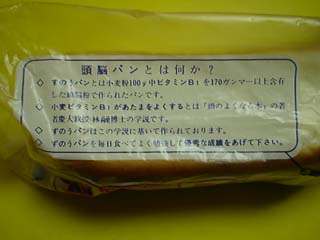 頭脳パンとは何か?
◇ ずのうパンとは小麦粉100g中ビタミンB₁を170ガンマー以上含有
した頭脳粉で作られたパンです。
◇ 小麦ビタミンB₁があたまをよくするとは「頭のよくなる本」の著
者慶大教授・林髞博士の学説です。
◇ ずのうパンはこの学説に基いて作られております。
◇ ずのうパンを毎日食べてよく勉強して優秀な成績をあげて下さい。